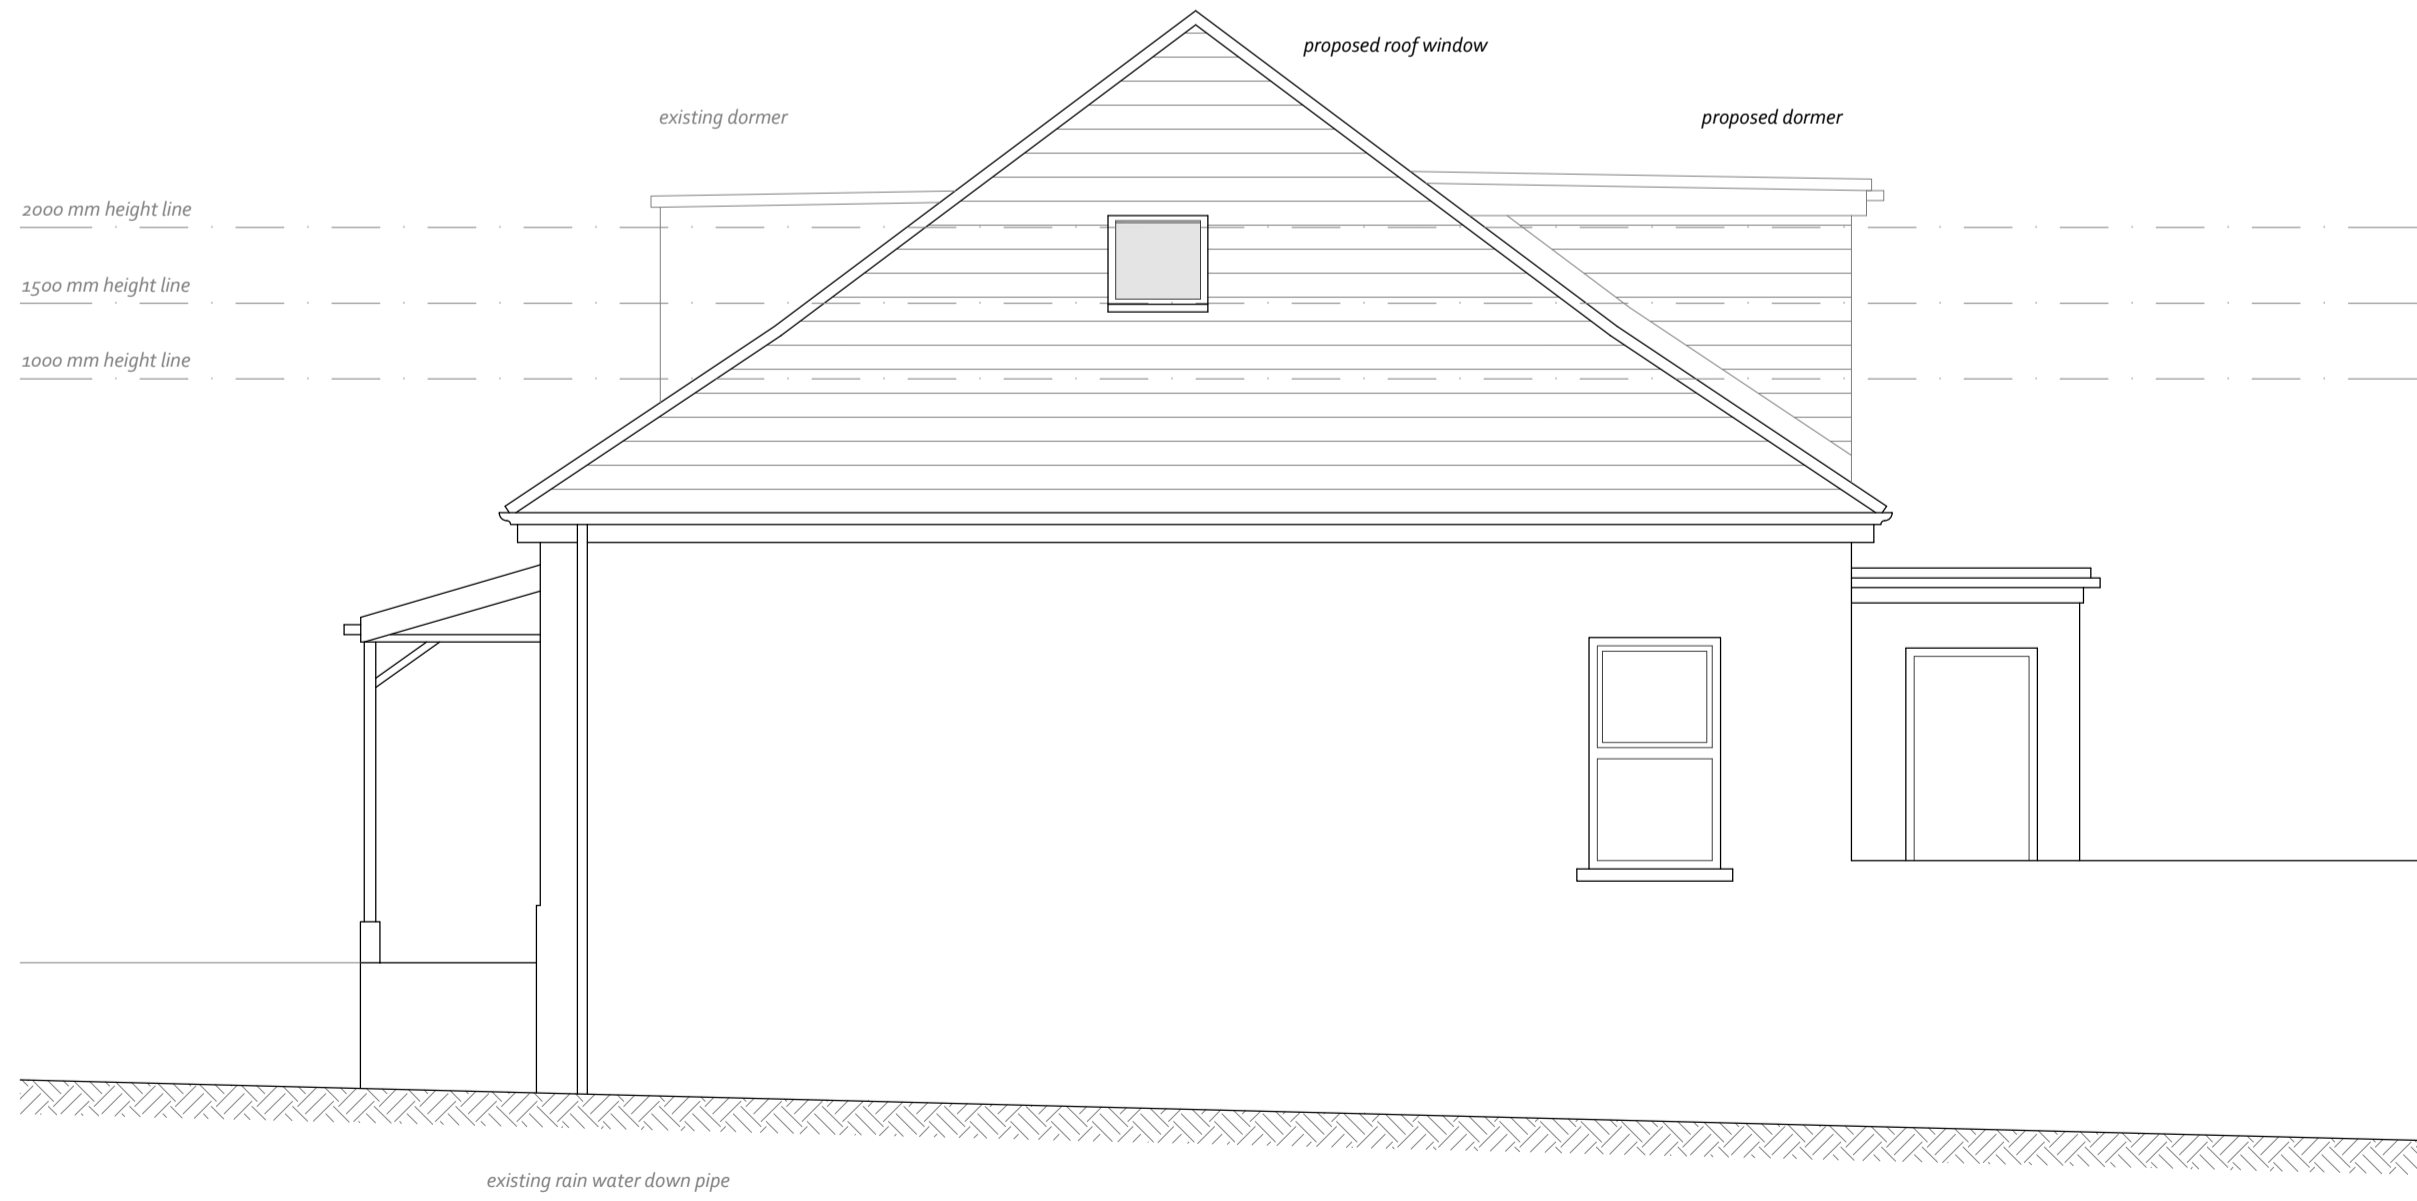 proposed roof window
existing dormer
proposed dormer
2000 mm height line
1500 mm height line
1000 mm height line
existing rain water down pipe